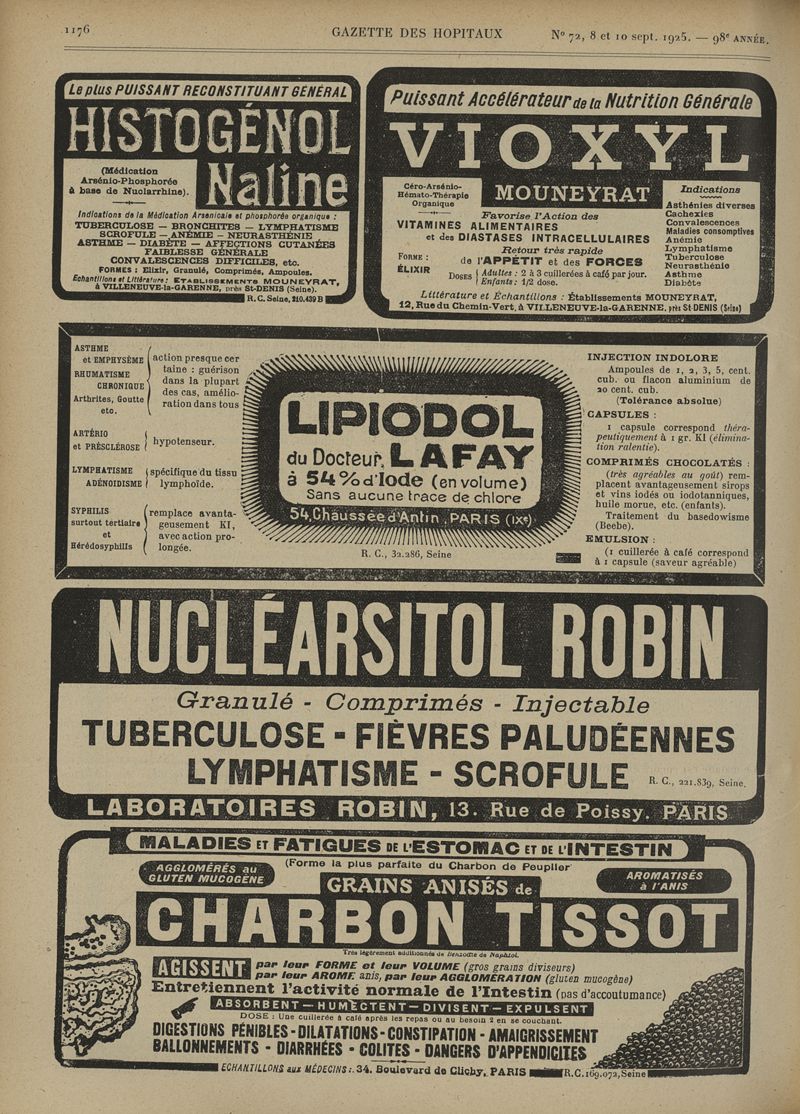 1176
GAZETTE DES HOPITAUX
N° 72, 8 et 10 sept. 1925. — 98e ANNÉE.
Le plus PUISSANT RECONSTITUANT GÉNÉRAL
HISTOGÉNOL
Naline
(Médication
Arsénio-Phosphorée
à base de Nuclarrhine).
Indications de la Médication Arsenicale et phosphorée organique :
TUBERCULOSE — BRONCHITES — LYMPHATISME
SCROFULE — ANÉMIE — NEURASTHÉNIE
ASTHME — DIABÈTE — AFFECTIONS CUTANÉES
FAIBLESSE GÉNÉRALE
CONVALESCENCES DIFFICILES, etc.
FORMES : Elixir, Granulé, Comprimés, Ampoules.
Echantillons et Littérature : ETABLISSEMENTS MOUNEYRAT,
à VILLENEUVE-la-GARENNE, près St-DENIS (Seine).
R.C. Seine, 210.439 B
Puissant Accélérateur de la Nutrition Générale
VIOXYL
MOUNEYRAT
Céro-Arsénio-
Hémato-Thérapie
Organique
Favorise l'Action des
VITAMINES ALIMENTAIRES
et des DIASTASES INTRACELLULAIRES
Retour très rapide
de l'APPÉTIT et des FORCES
FORME :
ÉLIXIR
DOSES
Adultes : 2 à 3 cuillerées à café par jour.
Enfants : 1/2 dose.
Indications
Asthénies diverses
Cachexies
Convalescences
Maladies consomptives
Anémie
Lymphatisme
Tuberculose
Neurasthénie
Asthme
Diabète
Littérature et Échantillons : Établissements MOUNEYRAT,
12, Rue du Chemin-Vert, à VILLENEUVE-la-GARENNE, près St-DENIS (Seine)
ASTHME
et EMPHYSÈME
RHUMATISME
CHRONIQUE
Arthrites, Goutte
etc.
action presque cer
taine : guérison
dans la plupart
des cas, amélio-
ration dans tous
ARTÉRIO
et PRÉSCLÉROSE
hypotenseur.
LYMPHATISME
ADÉNOIDISME
spécifique du tissu
lymphoïde.
SYPHILIS
surtout tertiaire
et
Hérédosyphilis
remplace avanta-
geusement KI,
avec action pro-
longée.
LIPIODOL
du Docteur LAFAY
à 54 % d'Iode (en volume)
Sans aucune trace de chlore
54, Chaussée d'Antin, PARIS (IXe)
R. C., 32.286, Seine
INJECTION INDOLORE
Ampoules de 1, 2, 3, 5, cent.
cub. ou flacon aluminium de
20 cent. cub.
(Tolérance absolue)
CAPSULES :
1 capsule correspond théra-
peutiquement à 1 gr. KI (élimina-
tion ralentie).
COMPRIMÉS CHOCOLATÉS :
(très agréables au goût) rem-
placent avantageusement sirops
et vins iodés ou iodotanniques,
huile morue, etc. (enfants).
Traitement du basedowisme
(Beebe).
EMULSION :
(1 cuillerée à café correspond
à 1 capsule (saveur agréable)
NUCLÉARSITOL ROBIN
Granulé - Comprimés - Injectable
TUBERCULOSE - FIÈVRES PALUDÉENNES
LYMPHATISME - SCROFULE
R. C., 221.839, Seine.
LABORATOIRES ROBIN, 13. Rue de Poissy. PARIS
MALADIES ET FATIGUES DE L'ESTOMAC ET DE L'INTESTIN
AGGLOMÉRÉS au
GLUTEN MUCOGÈNE
(Forme la plus parfaite du Charbon de Peuplier
AROMATISÉS
à l'ANIS
GRAINS ANISÉS de
CHARBON TISSOT
Très légèrement additionnés de Benzoate de Naphtol.
AGISSENT
par leur FORME et leur VOLUME (gros grains diviseurs)
par leur AROME anis, par leur AGGLOMÉRATION (gluten mucogène)
Entretiennent l'activité normale de l'Intestin (pas d'accoutumance)
ABSORBENT — HUMECTENT — DIVISENT — EXPULSENT
DOSE : Une cuillerée à café après les repas ou au besoin 2 en se couchant.
DIGESTIONS PÉNIBLES - DILATATIONS - CONSTIPATION - AMAIGRISSEMENT
BALLONNEMENTS - DIARRHÉES - COLITES - DANGERS D'APPENDICITES
ECHANTILLONS aux MÉDECINS : 34, Boulevard de Clichy, PARIS
R.C. 169.072, Seine